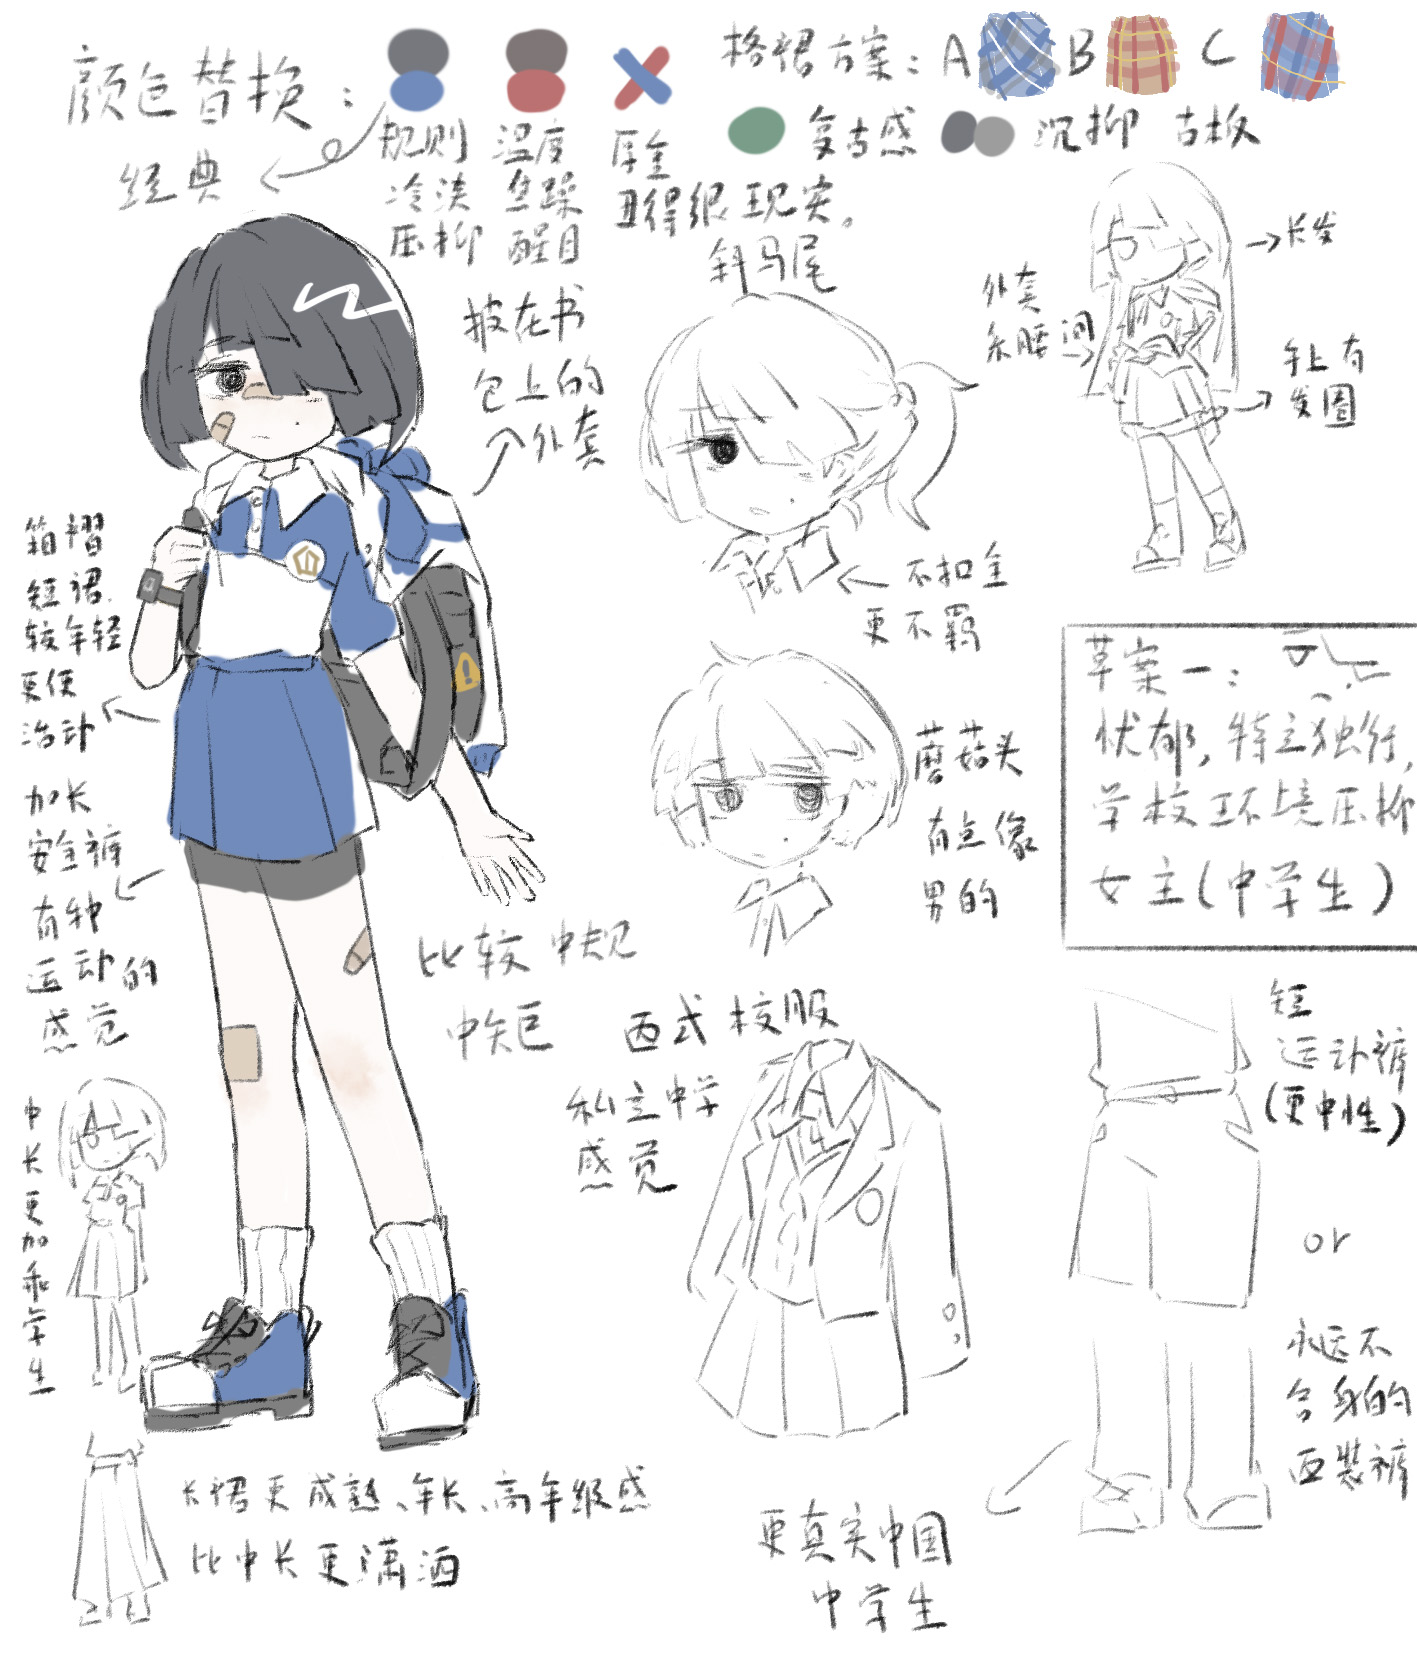 颜色替换：
经典
规则
冷淡
压抑
温度
焦躁
醒目
厚重
丑得很现实。
格裙方案：A B C
复古感
沉抑 古板
披在书
包上的
外套
斜马尾
不扣全
更不羁
外套
系腰间
长发
手上有
发圈
箱褶
短裙.
较年轻
更便
活动
加长
安全裤
有种
运动的
感觉
蘑菇头
有点像
男的
草案一：
忧郁，特立独行，
学校环境压抑
女主(中学生)
比较中规
中矩
西式校服
私立中学
感觉
短
运动裤
(更中性)
or
永远不
合身的
西装裤
更真实中国
中学生
中长更加乖学生
长裙更成熟、年长、高年级感
比中长更潇洒